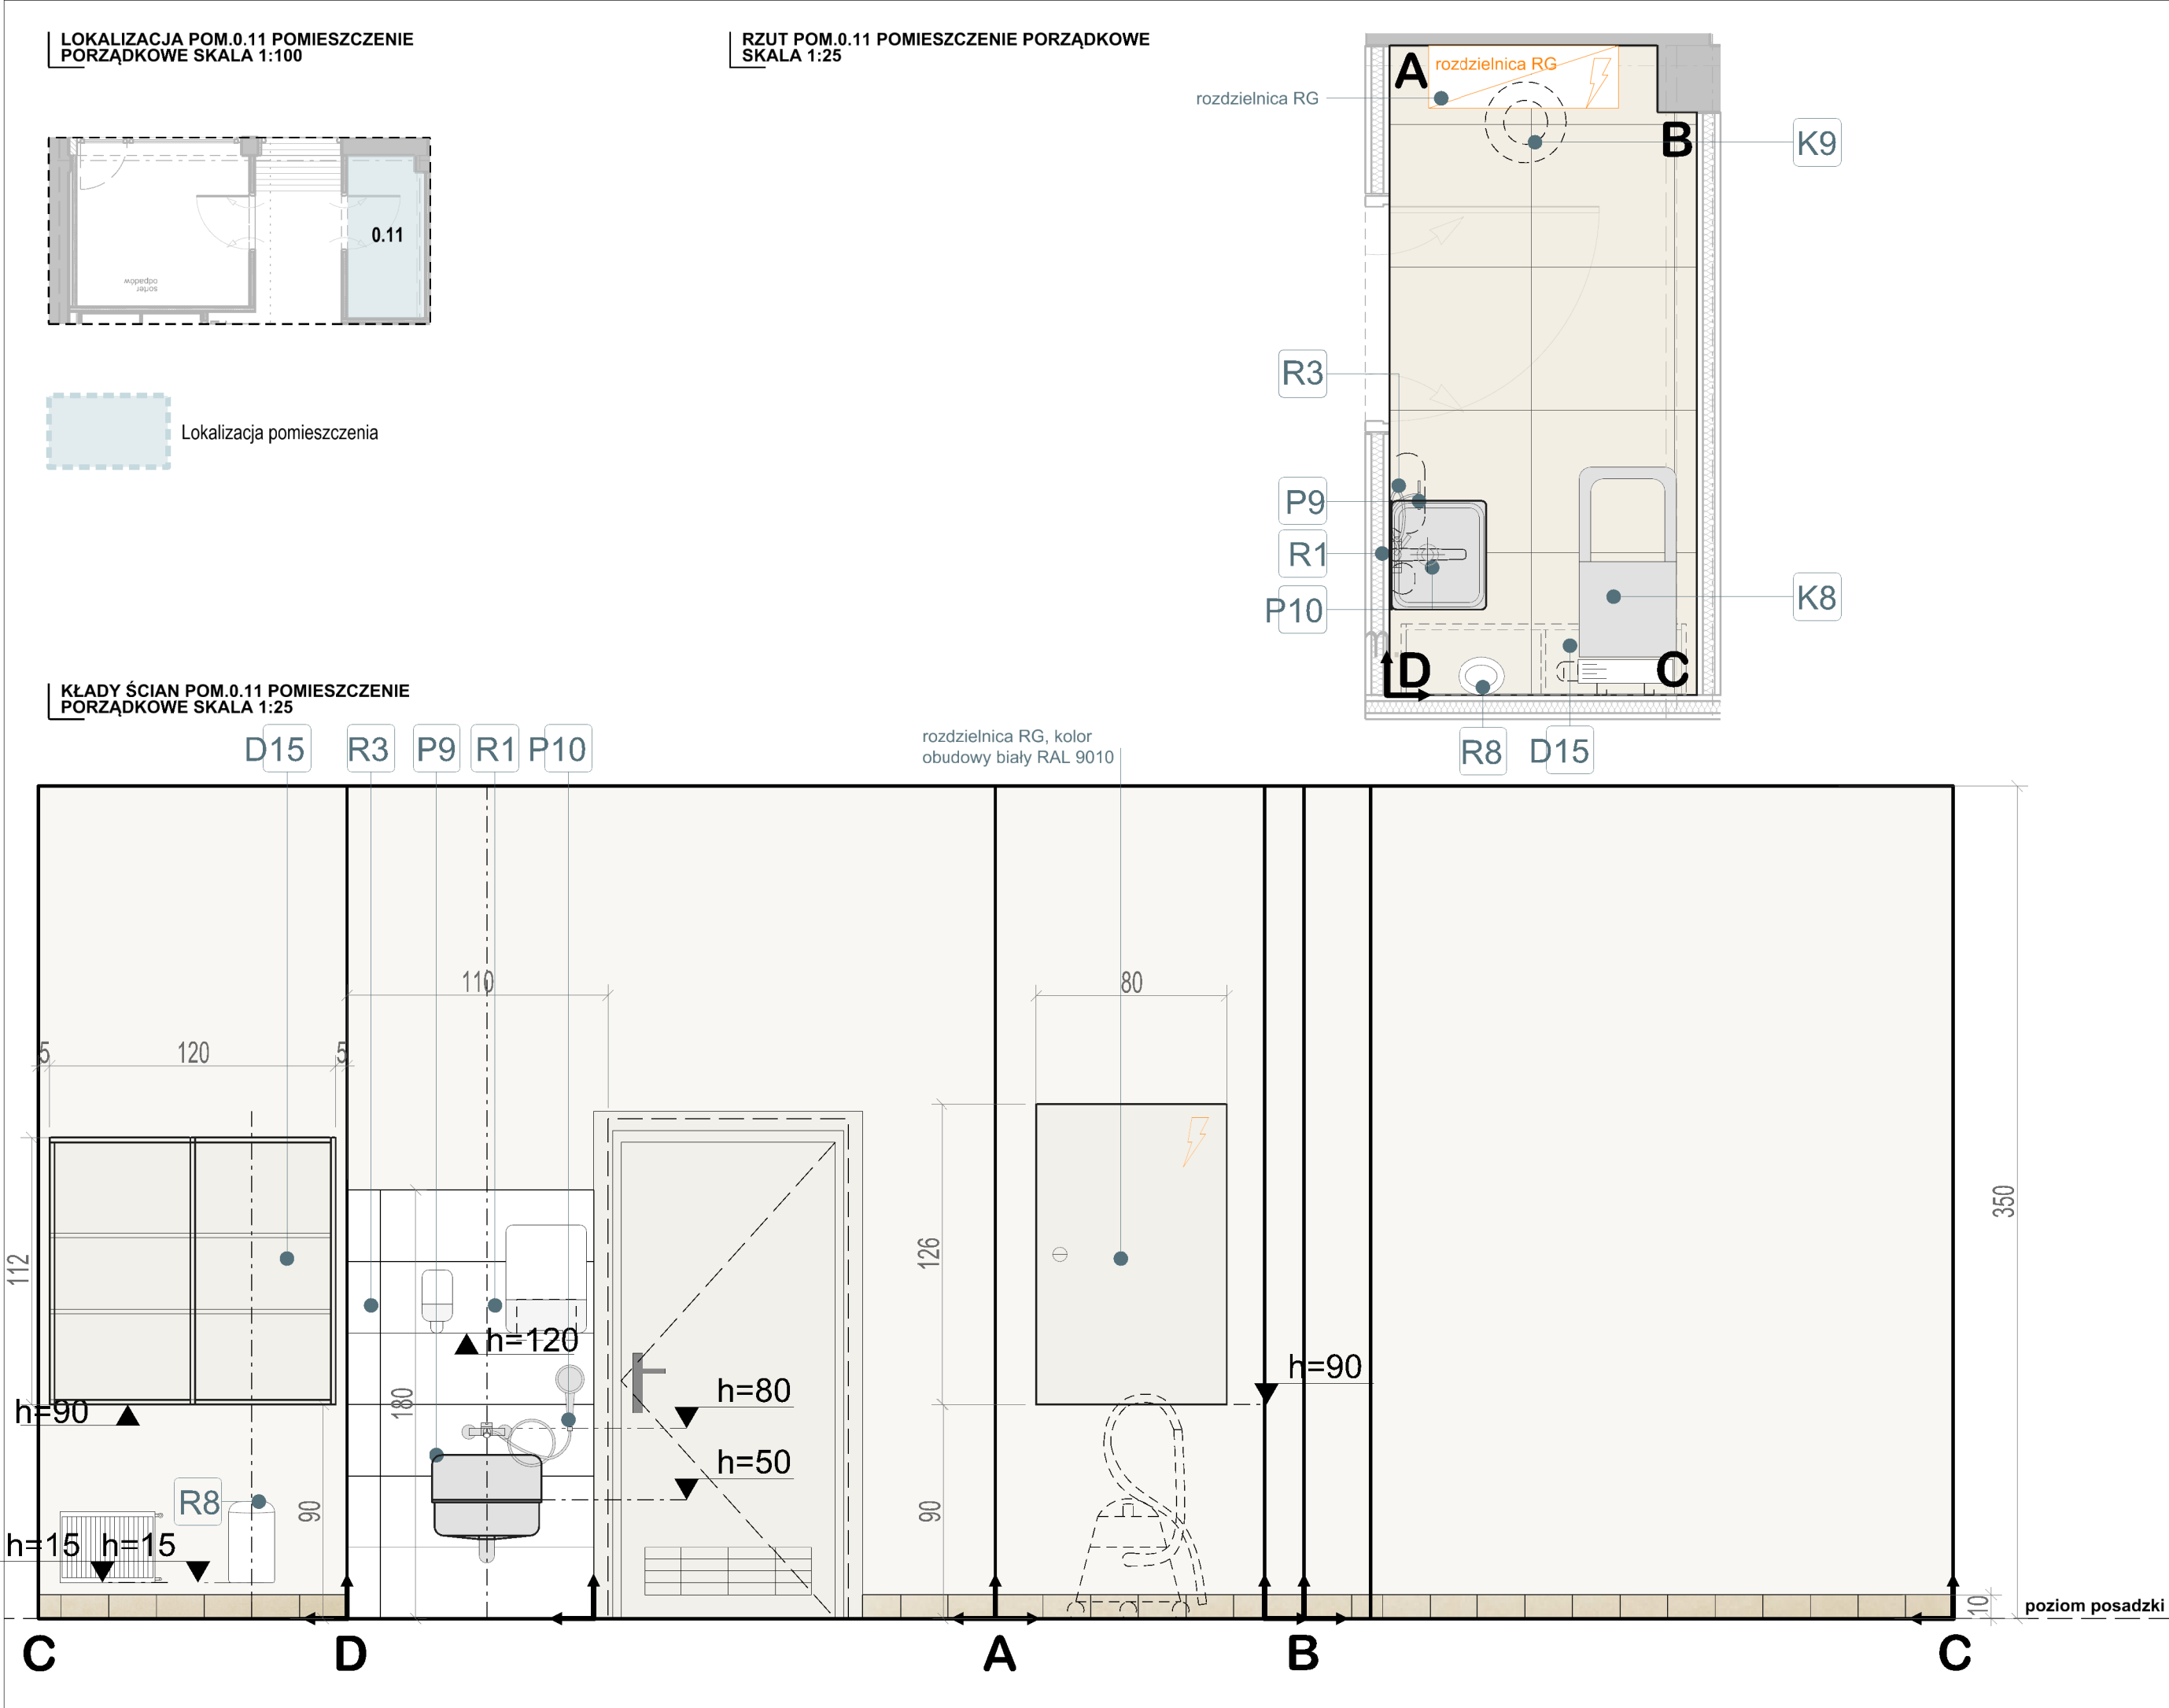 LOKALIZACJA POM.0.11 POMIESZCZENIE
PORZĄDKOWE SKALA 1:100
RZUT POM.0.11 POMIESZCZENIE PORZĄDKOWE
SKALA 1:25
A
rozdzielnica RG
rozdzielnica RG
B
K9
0.11
sorter
odpadów
R3
Lokalizacja pomieszczenia
P9
R1
P10
K8
D
C
R8
D15
KŁADY ŚCIAN POM.0.11 POMIESZCZENIE
PORZĄDKOWE SKALA 1:25
D15
R3
P9
R1
P10
rozdzielnica RG, kolor
obudowy biały RAL 9010
110
80
5
120
5
350
126
112
h=120
h=90
h=80
180
h=90
h=50
R8
90
90
h=15
h=15
10
poziom posadzki
C
D
A
B
C